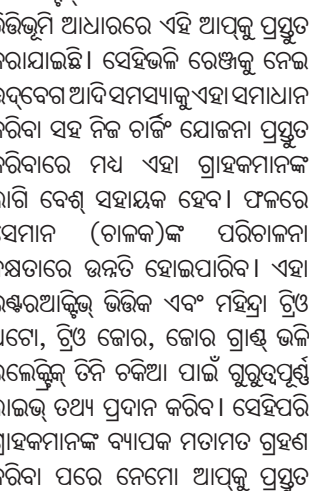 ଭିତ୍ତିଭୂମି ଆଧାରରେ ଏହି ଆପ୍‌କୁ ପ୍ରସ୍ତୁତ
କରାଯାଇଛି। ସେହିଭଳି ରେଞ୍ଜକୁ ନେଇ
ଉଦ୍‌ବେଗ ଆଦି ସମସ୍ୟାକୁ ଏହା ସମାଧାନ
କରିବା ସହ ନିଜ ଚାର୍ଜିଂ ଯୋଜନା ପ୍ରସ୍ତୁତ
କରିବାରେ ମଧ୍ୟ ଏହା ଗ୍ରାହକମାନଙ୍କ
ଲାଗି ବେଶ୍ ସହାୟକ ହେବ। ଫଳରେ
ସେମାନ (ଚାଳକ)ଙ୍କ ପରିଚାଳନା
ଦକ୍ଷତାରେ ଉନ୍ନତି ହୋଇପାରିବ। ଏହା
ଇଣ୍ଟରଆକ୍ଟିଭ୍ ଭିତ୍ତିକ ଏବଂ ମହିନ୍ଦ୍ରା ଟ୍ରିଓ
ଅଟୋ, ଟ୍ରିଓ ଜୋର, ଜୋର ଗ୍ରାଣ୍ଡ ଭଳି
ଇଲେକ୍ଟ୍ରିକ୍ ତିନି ଚକିଆ ପାଇଁ ଗୁରୁତ୍ୱପୂର୍ଣ୍ଣ
ଲାଇଭ୍ ତଥ୍ୟ ପ୍ରଦାନ କରିବ। ସେହିପରି
ଗ୍ରାହକମାନଙ୍କ ବ୍ୟାପକ ମତାମତ ଗ୍ରହଣ
କରିବା ପରେ ନେମୋ ଆପ୍‌କୁ ପ୍ରସ୍ତୁତ